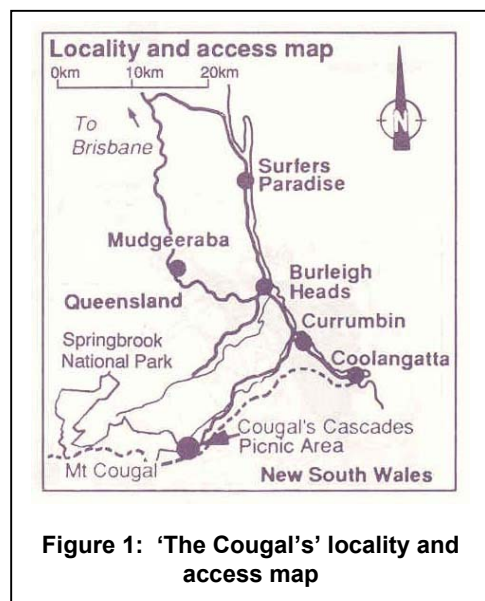 Locality and access map
0km 10km 20km
To
Brisbane
N
Surfers
Paradise
Mudgeeraba
Burleigh
Heads
Queensland
Currumbin
Springbrook
National Park
Coolangatta
Cougal's Cascades
Picnic Area
Mt Cougal
New South Wales
Figure 1: ‘The Cougal’s’ locality and
access map